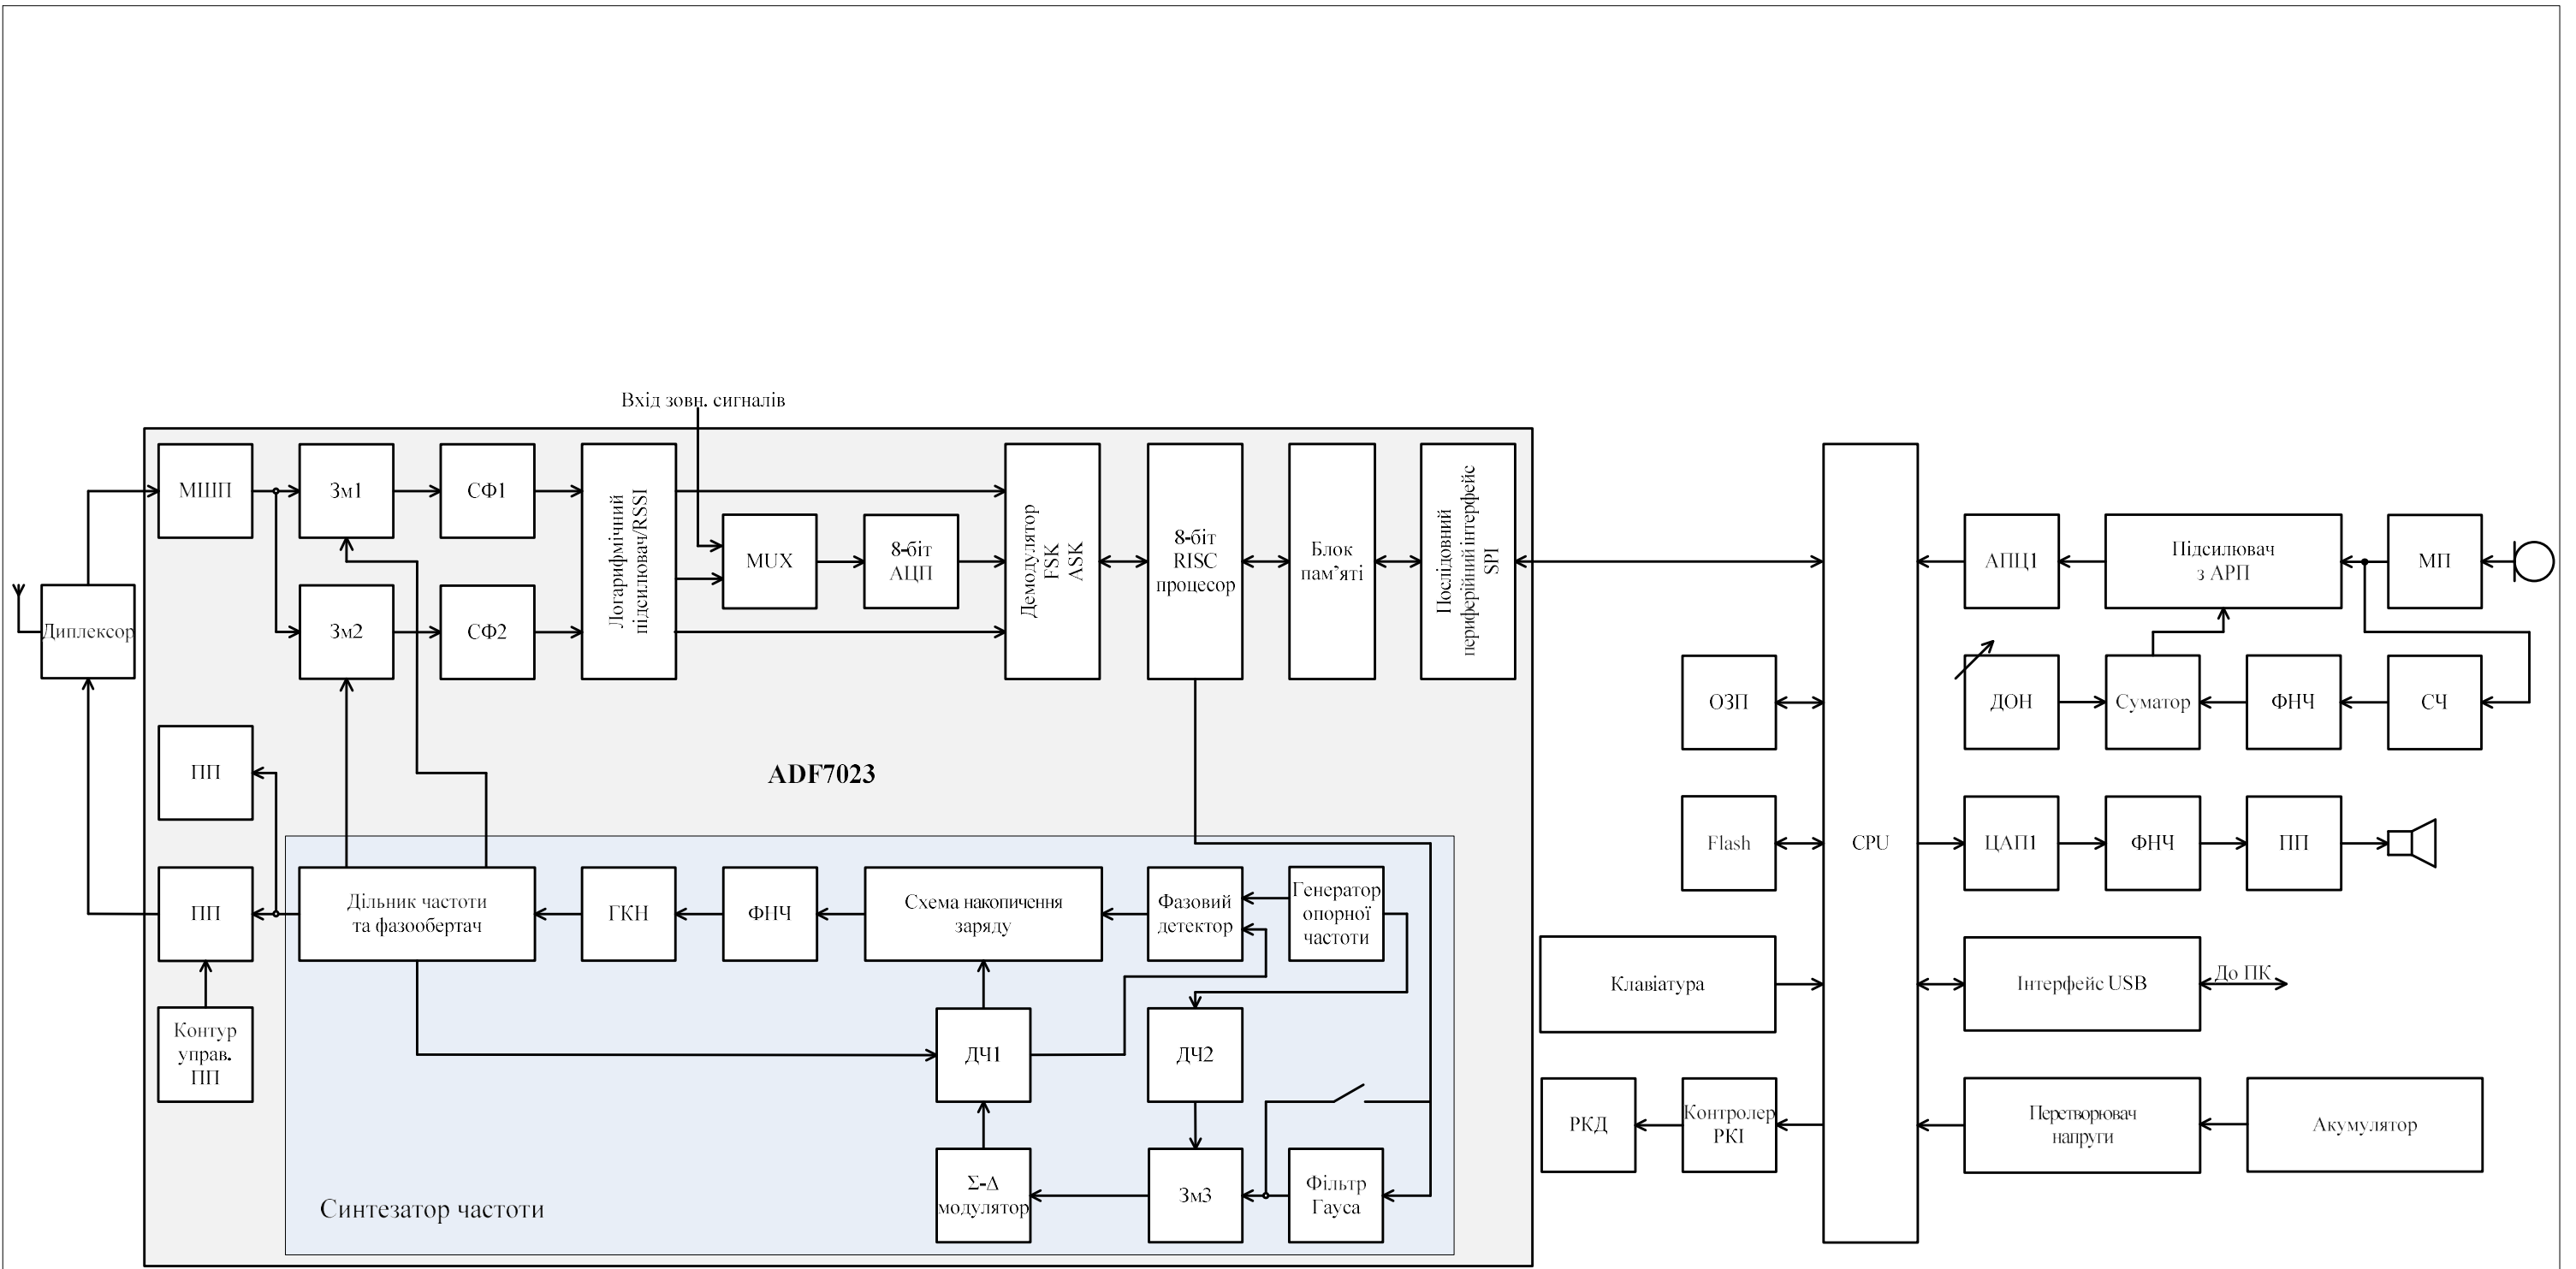 Вхід зовн. сигналів
МШП
Зм1
СФ1
Логарифмічний
підсилювач/RSSI
MUX
8-біт
АЦП
Демодулятор
FSK
ASK
8-біт
RISC
процесор
Блок
пам’яті
Послідовний
периферійний інтерфейс
SPI
Диплексор
Зм2
СФ2
ПП
ADF7023
ПП
Контур
управ.
ПП
Дільник частоти
та фазообертач
ГКН
ФНЧ
Схема накопичення
заряду
Фазовий
детектор
Генератор
опорної
частоти
ДЧ1
ДЧ2
Σ-Δ
модулятор
Зм3
Фільтр
Гауса
Синтезатор частоти
CPU
АПЦ1
Підсилювач
з АРП
МП
ОЗП
ДОН
Суматор
ФНЧ
СЧ
Flash
ЦАП1
ФНЧ
ПП
Клавіатура
Інтерфейс USB
До ПК
РКД
Контролер
РКІ
Перетворювач
напруги
Акумулятор